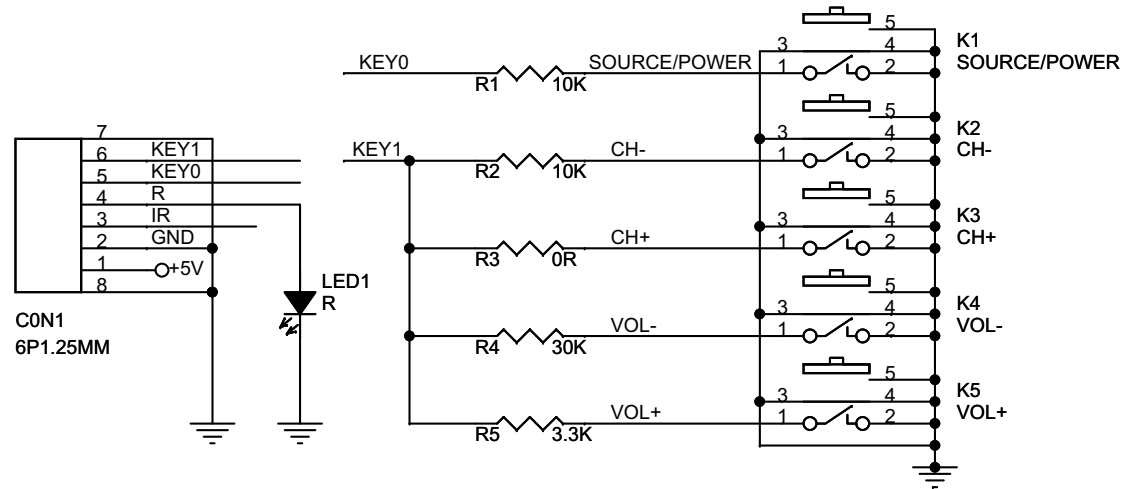 5
K1
3
4
KEY0
SOURCE/POWER
SOURCE/POWER
1
2
R1
10K
5
K2
7
3
4
6
KEY1
KEY1
CH-
CH-
1
2
5
KEY0
R2
10K
4
R
5
3
IR
K3
3
4
2
GND
CH+
CH+
1
2
1
+5V
R3
0R
8
LED1
5
R
K4
C0N1
3
4
VOL-
VOL-
6P1.25MM
1
2
R4
30K
5
K5
3
4
VOL+
VOL+
1
2
R5
3.3K